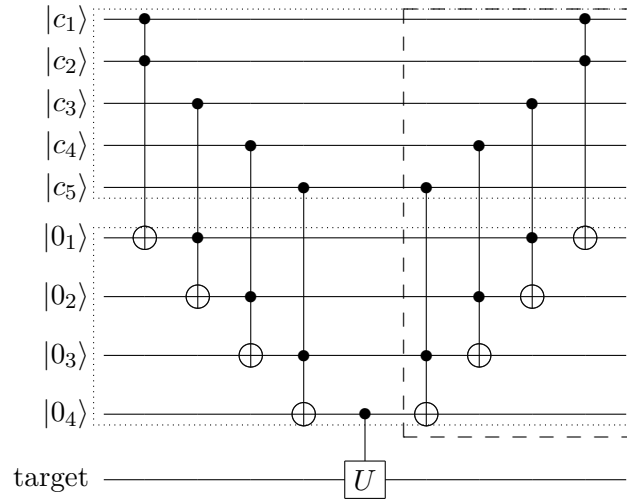 |c₁⟩
|c₂⟩
|c₃⟩
|c₄⟩
|c₅⟩
|0₁⟩
|0₂⟩
|0₃⟩
|0₄⟩
target
U